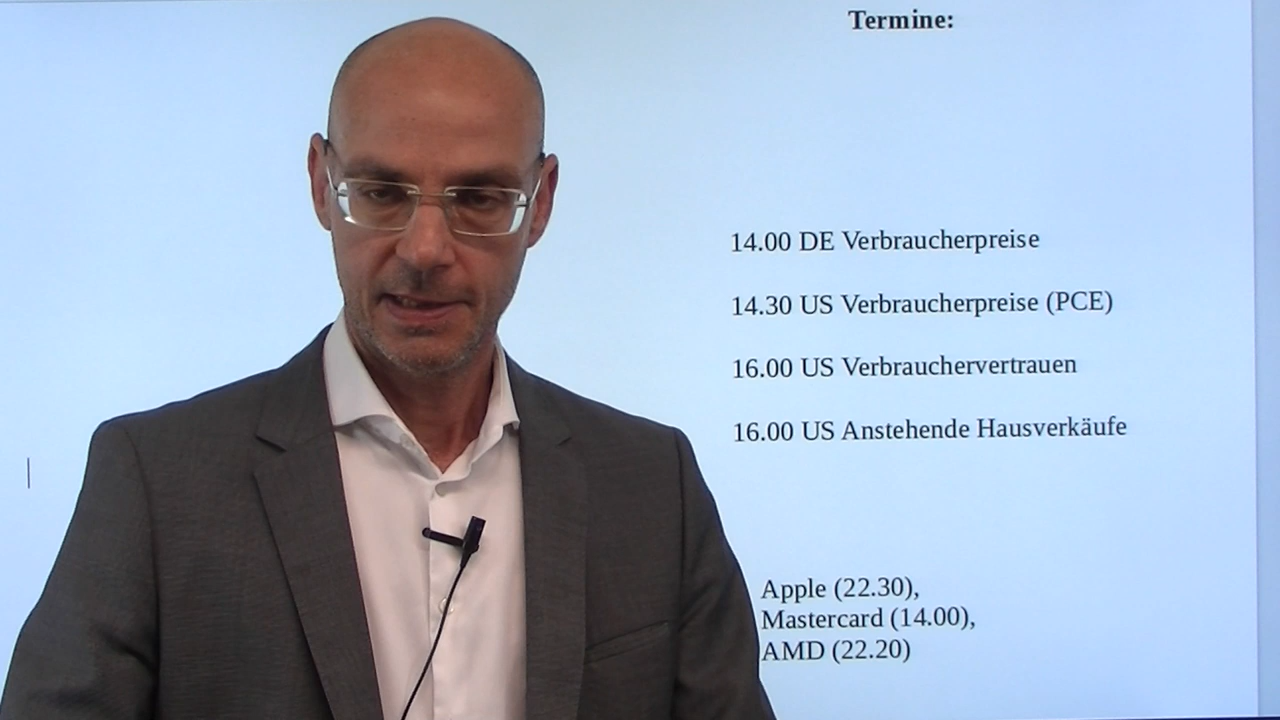 Termine:
14.00 DE Verbraucherpreise
14.30 US Verbraucherpreise (PCE)
16.00 US Verbrauchervertrauen
16.00 US Anstehende Hausverkäufe
Apple (22.30),
Mastercard (14.00),
AMD (22.20)